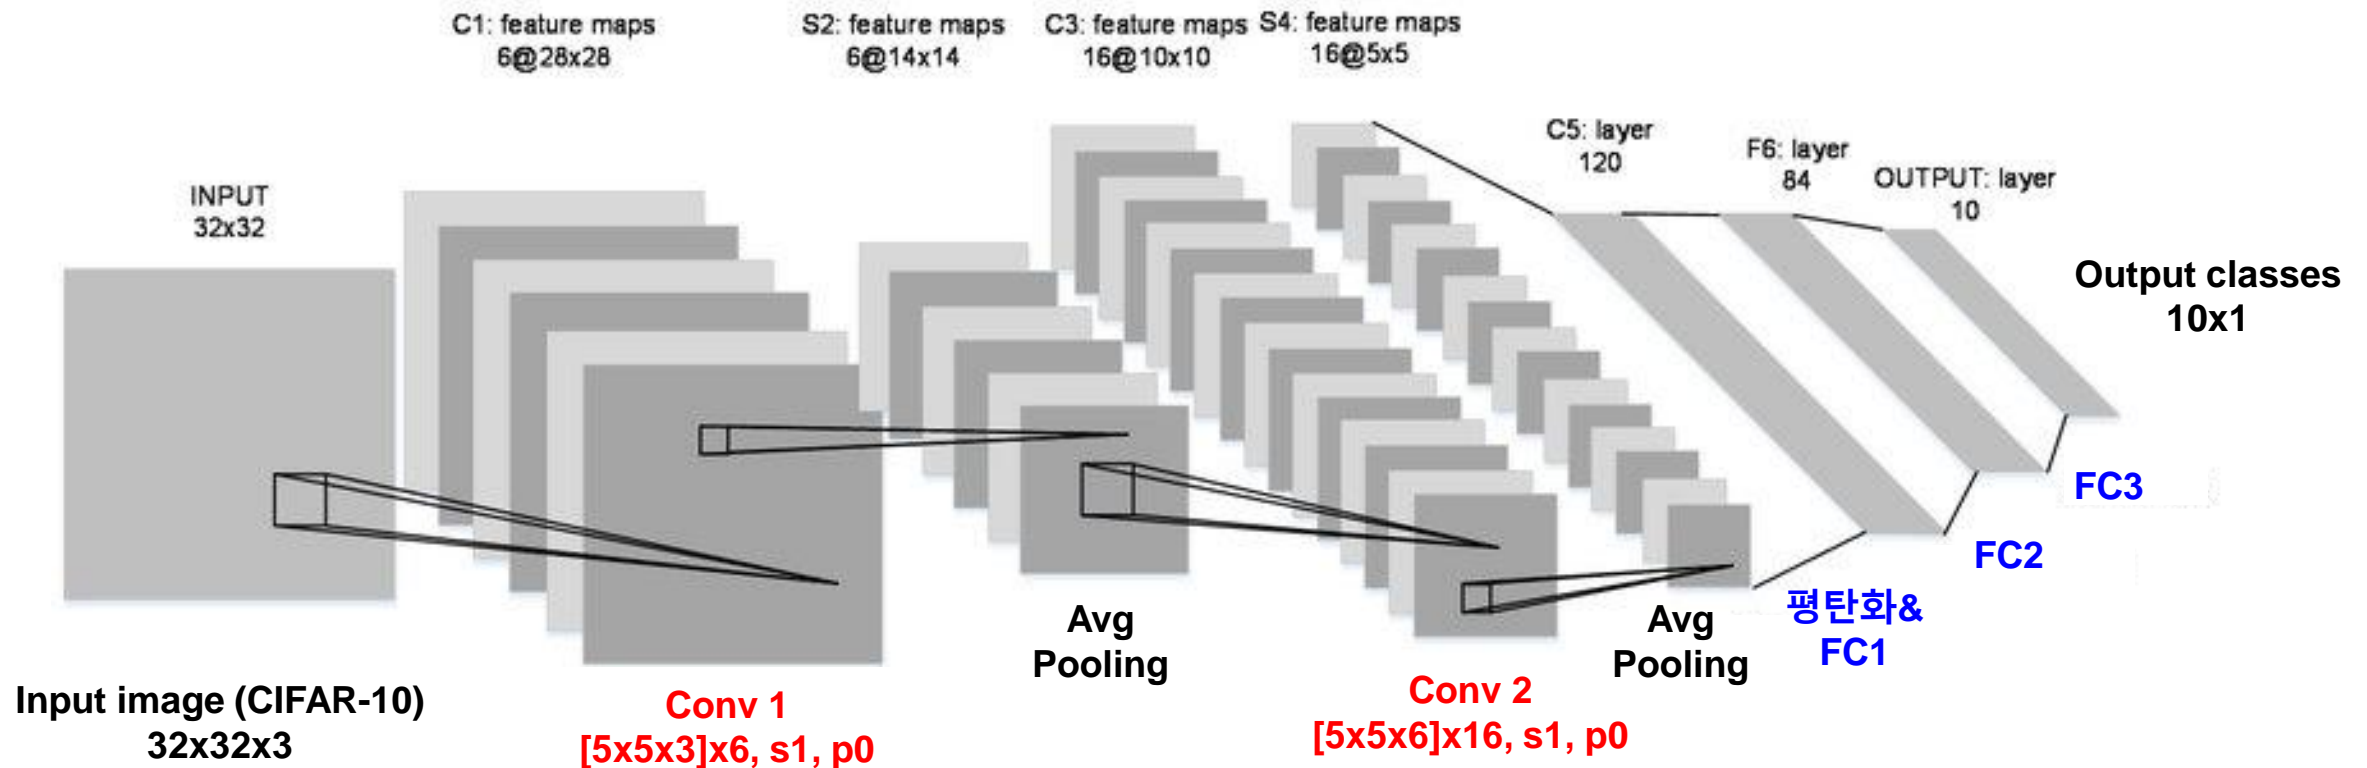 C1: feature maps
6@28x28
S2: feature maps
6@14x14
C3: feature maps
16@10x10
S4: feature maps
16@5x5
INPUT
32x32
C5: layer
120
F6: layer
84
OUTPUT: layer
10
Output classes
10x1
FC3
FC2
평탄화&
FC1
Avg
Pooling
Avg
Pooling
Input image (CIFAR-10)
32x32x3
Conv 1
[5x5x3]x6, s1, p0
Conv 2
[5x5x6]x16, s1, p0